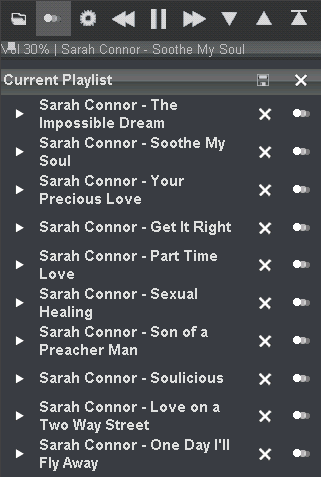 Vol 30% | Sarah Connor - Soothe My Soul
Current Playlist
Sarah Connor - The
Impossible Dream
Sarah Connor - Soothe My
Soul
Sarah Connor - Your
Precious Love
Sarah Connor - Get It Right
Sarah Connor - Part Time
Love
Sarah Connor - Sexual
Healing
Sarah Connor - Son of a
Preacher Man
Sarah Connor - Soulicious
Sarah Connor - Love on a
Two Way Street
Sarah Connor - One Day I'll
Fly Away